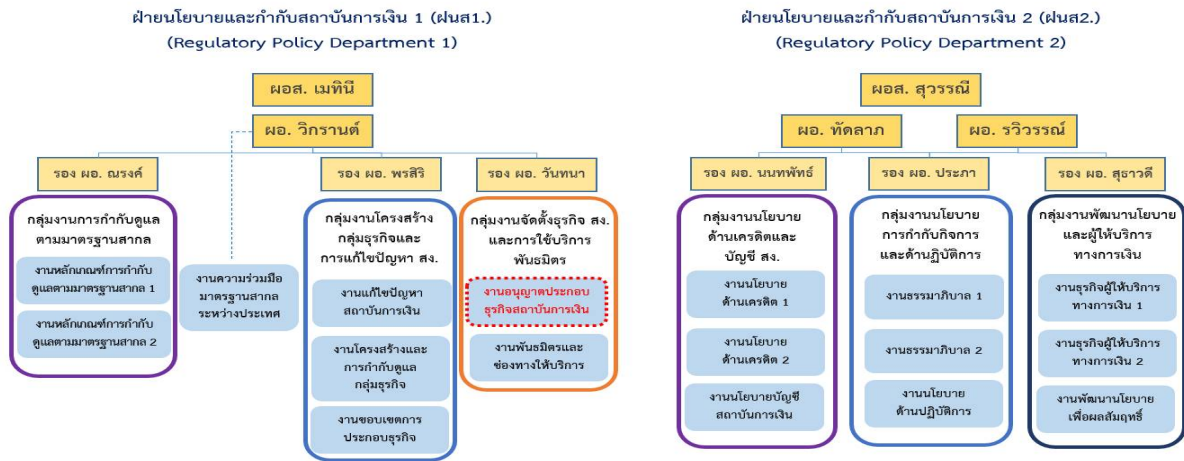 ฝ่ายนโยบายและกำกับสถาบันการเงิน 1 (ฝนส1.)
(Regulatory Policy Department 1)
ผอส. เมทินี
ผอ. วิกรานต์
รอง ผอ. ณรงค์
กลุ่มงานการกำกับดูแล
ตามมาตรฐานสากล
งานหลักเกณฑ์การกำกับ
ดูแลตามมาตรฐานสากล 1
งานหลักเกณฑ์การกำกับ
ดูแลตามมาตรฐานสากล 2
งานความร่วมมือ
มาตรฐานสากล
ระหว่างประเทศ
รอง ผอ. พรสิริ
กลุ่มงานโครงสร้าง
กลุ่มธุรกิจและ
การแก้ไขปัญหา สง.
งานแก้ไขปัญหา
สถาบันการเงิน
งานโครงสร้างและ
การกำกับดูแล
กลุ่มธุรกิจ
งานขอบเขตการ
ประกอบธุรกิจ
รอง ผอ. วันทนา
กลุ่มงานจัดตั้งธุรกิจ สง.
และการใช้บริการ
พันธมิตร
งานอนุญาตประกอบ
ธุรกิจสถาบันการเงิน
งานพันธมิตรและ
ช่องทางให้บริการ
ฝ่ายนโยบายและกำกับสถาบันการเงิน 2 (ฝนส2.)
(Regulatory Policy Department 2)
ผอส. สุวรรณี
ผอ. ทัดลาภ
ผอ. รวิวรรณ์
รอง ผอ. นนทพัทธ์
กลุ่มงานนโยบาย
ด้านเครดิตและ
บัญชี สง.
งานนโยบาย
ด้านเครดิต 1
งานนโยบาย
ด้านเครดิต 2
งานนโยบายบัญชี
สถาบันการเงิน
รอง ผอ. ประภา
กลุ่มงานนโยบาย
การกำกับกิจการ
และด้านฏิบัติการ
งานธรรมาภิบาล 1
งานธรรมาภิบาล 2
งานนโยบาย
ด้านปฏิบัติการ
รอง ผอ. สุธาวดี
กลุ่มงานพัฒนานโยบาย
และผู้ให้บริการ
ทางการเงิน
งานธุรกิจผู้ให้บริการ
ทางการเงิน 1
งานธุรกิจผู้ให้บริการ
ทางการเงิน 2
งานพัฒนานโยบาย
เพื่อผลสัมฤทธิ์